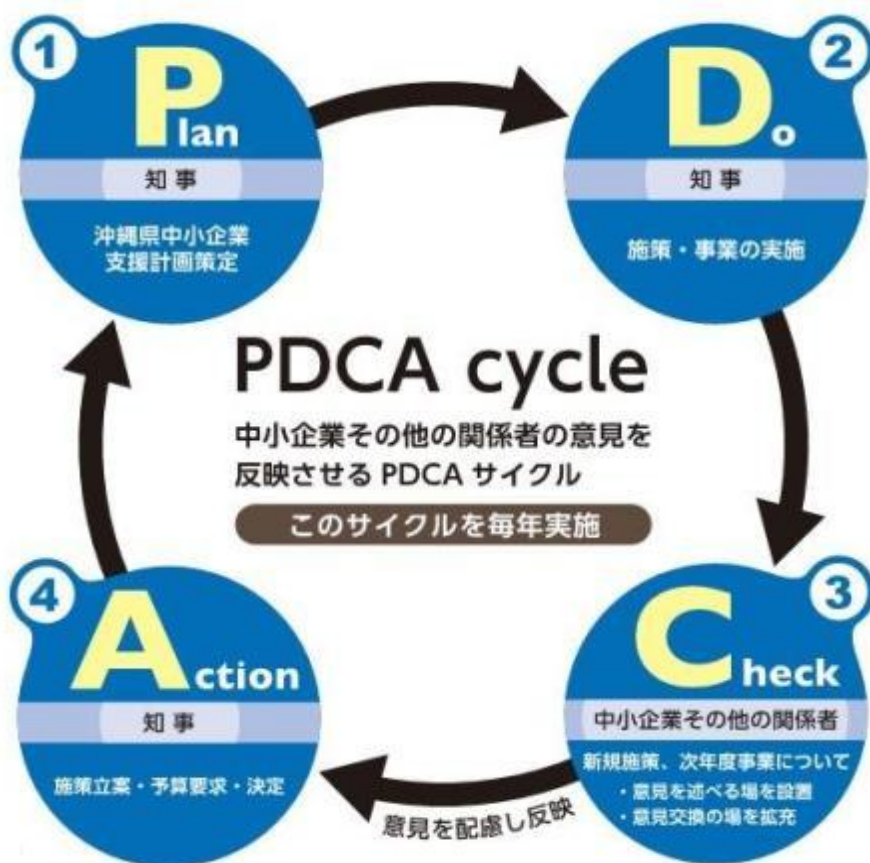 1
Plan
知事
沖縄県中小企業
支援計画策定
2
Do
知事
施策・事業の実施
PDCA cycle
中小企業その他の関係者の意見を
反映させる PDCA サイクル
このサイクルを毎年実施
3
Check
中小企業その他の関係者
新規施策、次年度事業について
・意見を述べる場を設置
・意見交換の場を拡充
意見を配慮し反映
4
Action
知事
施策立案・予算要求・決定